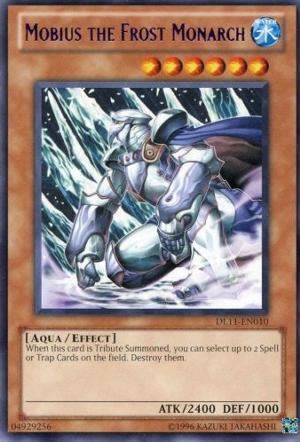 MOBIUS THE FROST MONARCH
WATER
水
DL11-EN010
[AQUA / EFFECT]
When this card is Tribute Summoned, you can select up to 2 Spell
or Trap Cards on the field. Destroy them.
ATK/2400 DEF/1000
04929256
©1996 KAZUKI TAKAHASHI